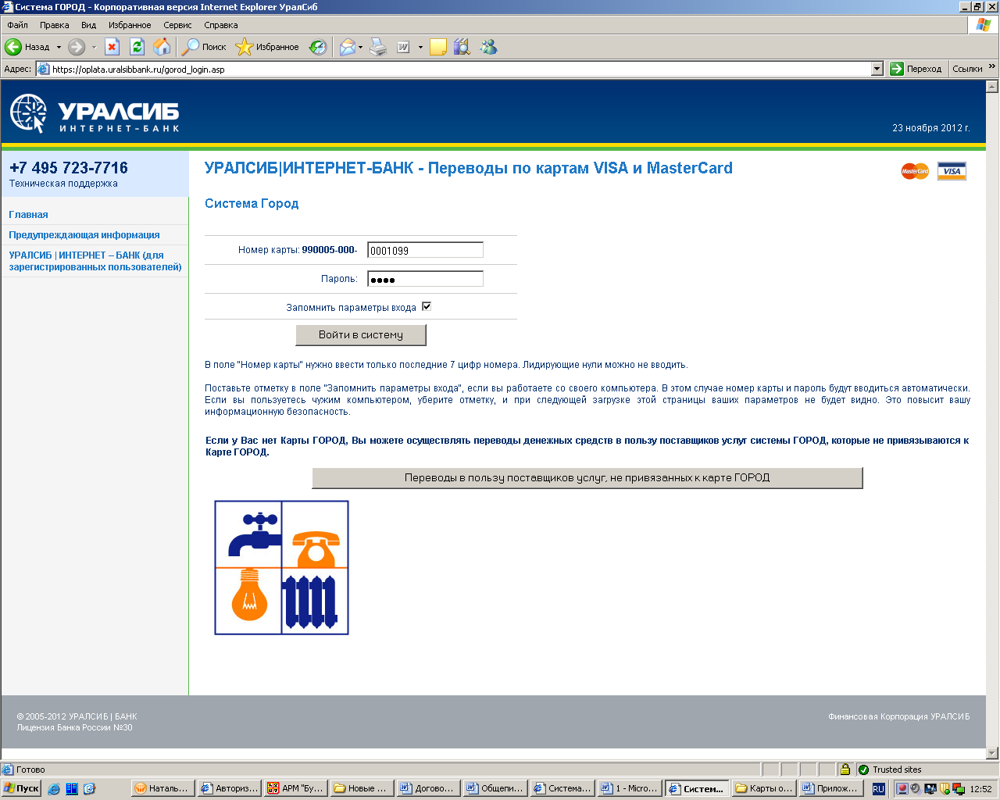 Система ГОРОД - Корпоративная версия Internet Explorer УралСиб
Файл Правка Вид Избранное Сервис Справка
Назад Поиск Избранное
Адрес: https://oplata.uralsibbank.ru/gorod_login.asp Переход Ссылки »
УРАЛСИБ
ИНТЕРНЕТ-БАНК
23 ноября 2012 г.
+7 495 723-7716
Техническая поддержка
Главная
Предупреждающая информация
УРАЛСИБ | ИНТЕРНЕТ – БАНК (для
зарегистрированных пользователей)
УРАЛСИБ|ИНТЕРНЕТ-БАНК - Переводы по картам VISA и MasterCard
MasterCard VISA
Система Город
Номер карты: 990005-000- 0001099
Пароль: ●●●●
Запомнить параметры входа
Войти в систему
В поле "Номер карты" нужно ввести только последние 7 цифр номера. Лидирующие нули можно не вводить.
Поставьте отметку в поле "Запомнить параметры входа", если вы работаете со своего компьютера. В этом случае номер карты и пароль будут вводиться автоматически.
Если вы пользуетесь чужим компьютером, уберите отметку, и при следующей загрузке этой страницы ваших параметров не будет видно. Это повысит вашу
информационную безопасность.
Если у Вас нет Карты ГОРОД, Вы можете осуществлять переводы денежных средств в пользу поставщиков услуг системы ГОРОД, которые не привязываются к
Карте ГОРОД.
Переводы в пользу поставщиков услуг, не привязанных к карте ГОРОД
© 2005-2012 УРАЛСИБ | БАНК
Лицензия Банка России №30
Финансовая Корпорация УРАЛСИБ
Готово Trusted sites
Пуск Наталь... Авториз... АРМ "Бу... Новые ... Догово... Общепи... Система... 1 - Micro... Систем... Карты о... Прилож... RU 12:52